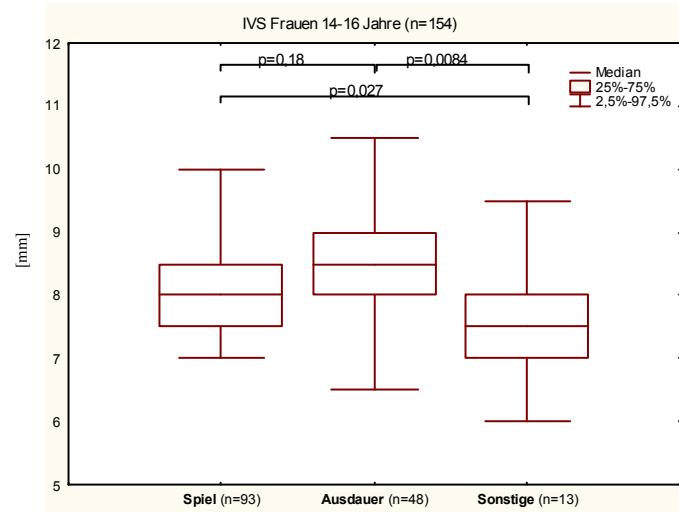 IVS Frauen 14-16 Jahre (n=154)
12
p=0,18 p=0,0084
Median
25%-75%
p=0,027
2,5%-97,5%
11
10
9
[mm]
8
7
6
5
Spiel (n=93) Ausdauer (n=48) Sonstige (n=13)